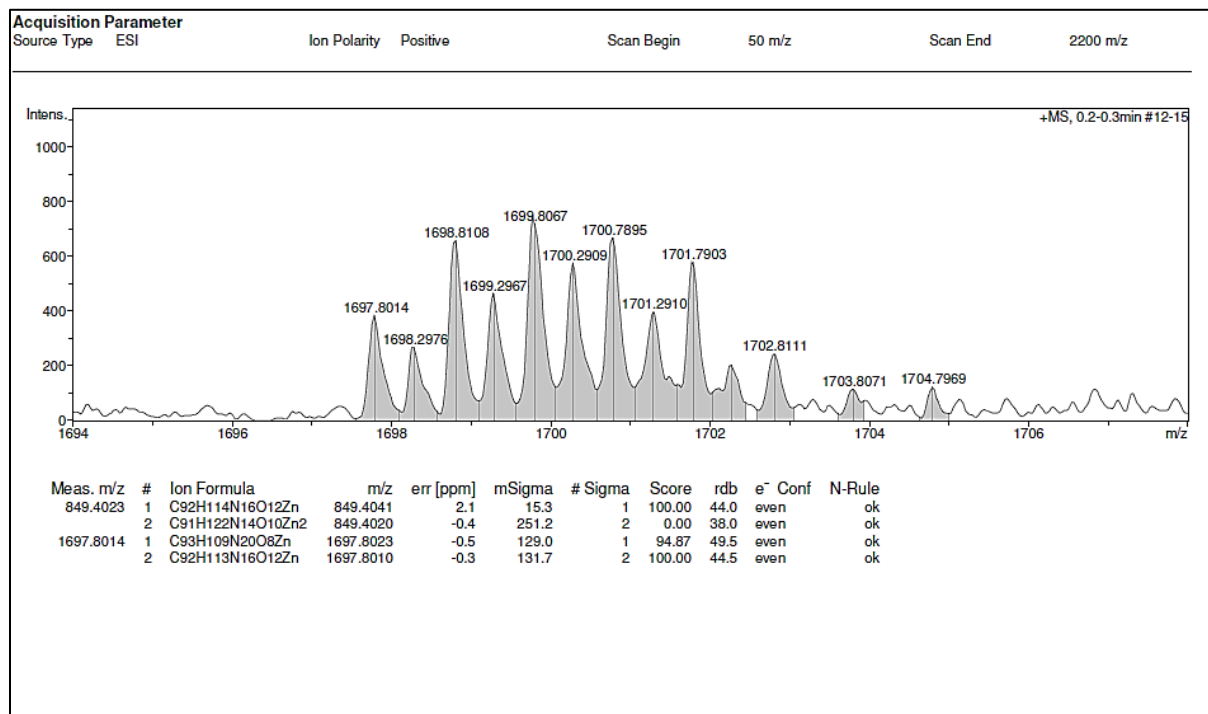 Acquisition Parameter
Source Type ESI Ion Polarity Positive Scan Begin 50 m/z Scan End 2200 m/z
Intens.
+MS, 0.2-0.3min #12-15
1000
800
1699.8067
1698.8108 1700.7895
600
1700.2909 1701.7903
1699.2967
400
1697.8014 1701.2910
1698.2976 1702.8111
200
1703.8071 1704.7969
0
1694 1696 1698 1700 1702 1704 1706 m/z
Meas. m/z # Ion Formula m/z err [ppm] mSigma # Sigma Score rdb e⁻ Conf N-Rule
849.4023 1 C92H114N16O12Zn 849.4041 2.1 15.3 1 100.00 44.0 even ok
2 C91H122N14O10Zn2 849.4020 -0.4 251.2 2 0.00 38.0 even ok
1697.8014 1 C93H109N20O8Zn 1697.8023 -0.5 129.0 1 94.87 49.5 even ok
2 C92H113N16O12Zn 1697.8010 -0.3 131.7 2 100.00 44.5 even ok